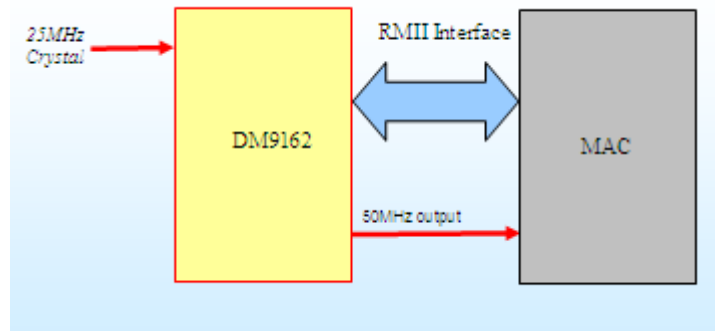 25MHz
Crystal
RMII Interface
DM9162
MAC
50MHz output